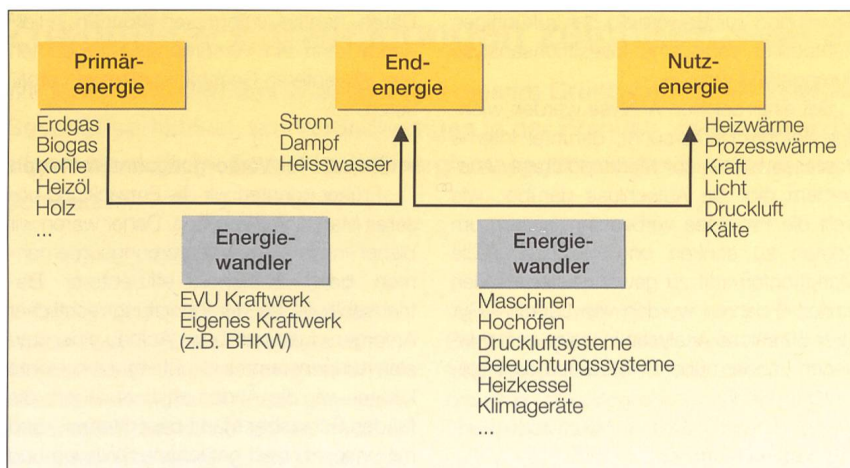 Primär-
energie
Erdgas
Biogas
Kohle
Heizöl
Holz
...
Energie-
wandler
EVU Kraftwerk
Eigenes Kraftwerk
(z.B. BHKW)
End-
energie
Strom
Dampf
Heisswasser
Energie-
wandler
Maschinen
Hochöfen
Druckluftsysteme
Beleuchtungssysteme
Heizkessel
Klimageräte
...
Nutz-
energie
Heizwärme
Prozesswärme
Kraft
Licht
Druckluft
Kälte